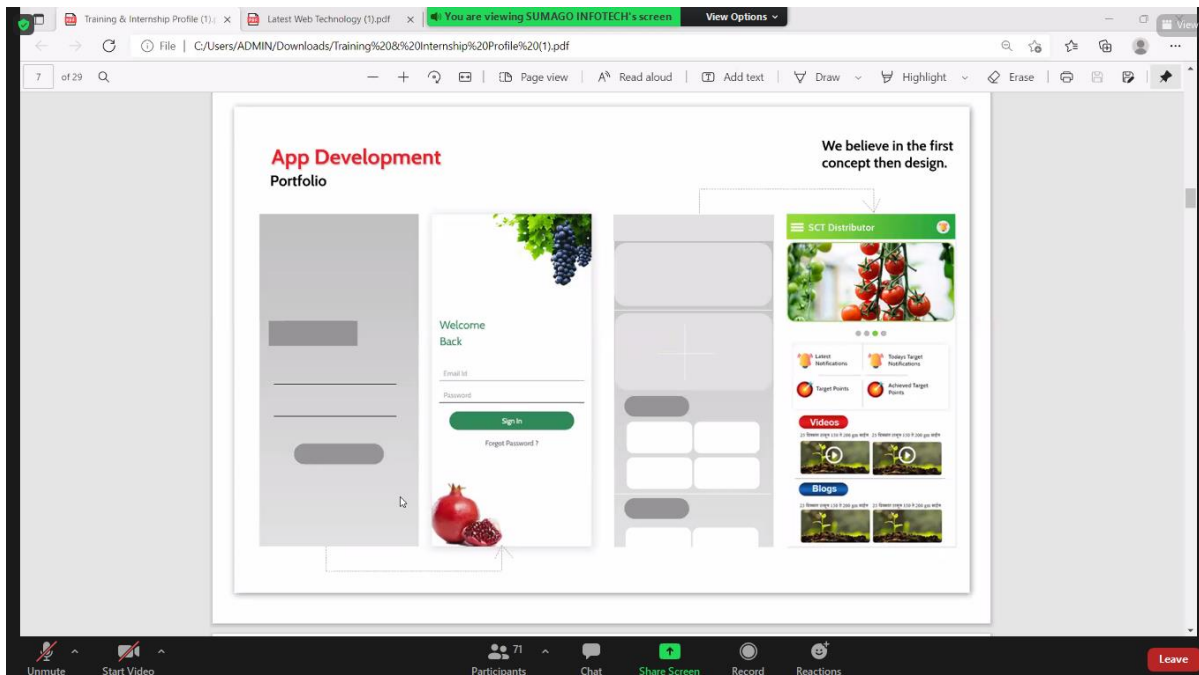 Training & Internship Profile (1).p
Latest Web Technology (1).pdf
You are viewing SUMAGO INFOTECH's screen
View Options
View
File
C:/Users/ADMIN/Downloads/Training%20&%20Internship%20Profile%20(1).pdf
7 of 29
Page view
Read aloud
Add text
Draw
Highlight
Erase
App Development
Portfolio
We believe in the first
concept then design.
Welcome
Back
Email Id
Password
Sign In
Forgot Password ?
SCT Distributor
Latest
Notifications
Todays Target
Notifications
Target Points
Achieved Target
Points
Videos
Blogs
Unmute
Start Video
71
Participants
Chat
Share Screen
Record
Reactions
Leave